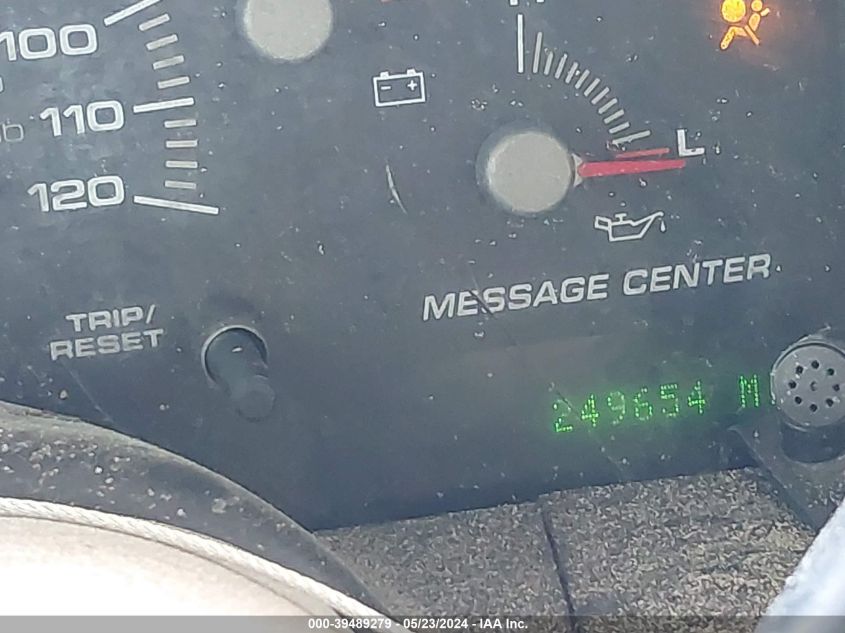 100
110
120
L
MESSAGE CENTER
TRIP/
RESET
249654 M
000-39489279 - 05/23/2024 - IAA Inc.